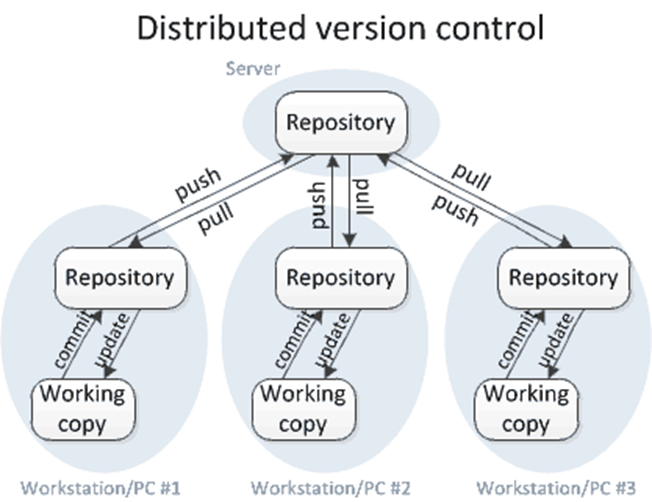 Distributed version control
Server
Repository
push
pull
push
pull
pull
push
Repository
Repository
Repository
commit
update
commit
update
commit
update
Working
copy
Working
copy
Working
copy
Workstation/PC #1
Workstation/PC #2
Workstation/PC #3